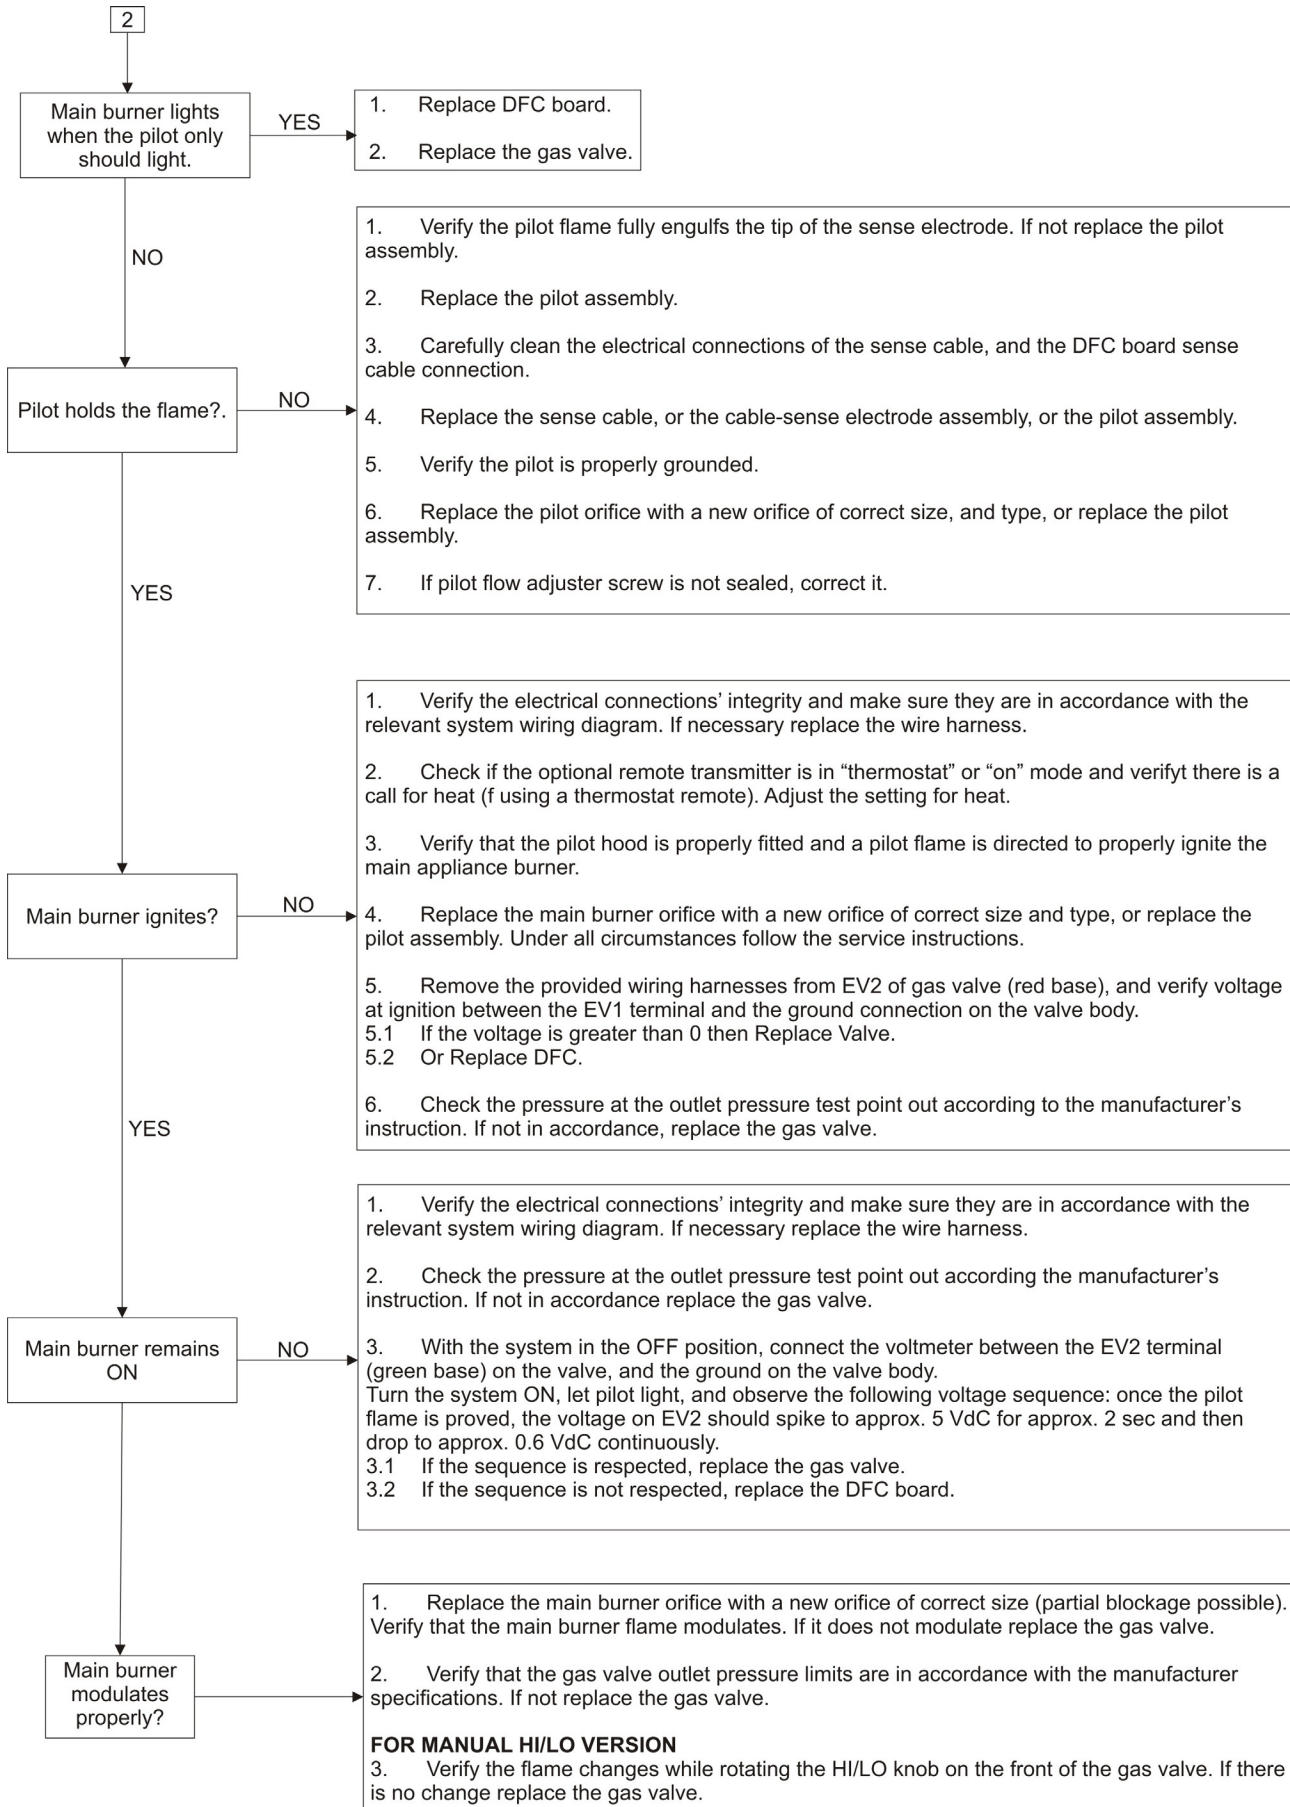 2
Main burner lights
when the pilot only
should light.
YES
1. Replace DFC board.
2. Replace the gas valve.
NO
1. Verify the pilot flame fully engulfs the tip of the sense electrode. If not replace the pilot
assembly.
2. Replace the pilot assembly.
3. Carefully clean the electrical connections of the sense cable, and the DFC board sense
cable connection.
4. Replace the sense cable, or the cable-sense electrode assembly, or the pilot assembly.
5. Verify the pilot is properly grounded.
6. Replace the pilot orifice with a new orifice of correct size, and type, or replace the pilot
assembly.
7. If pilot flow adjuster screw is not sealed, correct it.
Pilot holds the flame?.
NO
YES
1. Verify the electrical connections’ integrity and make sure they are in accordance with the
relevant system wiring diagram. If necessary replace the wire harness.
2. Check if the optional remote transmitter is in “thermostat” or “on” mode and verifyt there is a
call for heat (f using a thermostat remote). Adjust the setting for heat.
3. Verify that the pilot hood is properly fitted and a pilot flame is directed to properly ignite the
main appliance burner.
4. Replace the main burner orifice with a new orifice of correct size and type, or replace the
pilot assembly. Under all circumstances follow the service instructions.
5. Remove the provided wiring harnesses from EV2 of gas valve (red base), and verify voltage
at ignition between the EV1 terminal and the ground connection on the valve body.
5.1 If the voltage is greater than 0 then Replace Valve.
5.2 Or Replace DFC.
6. Check the pressure at the outlet pressure test point out according to the manufacturer’s
instruction. If not in accordance, replace the gas valve.
Main burner ignites?
NO
YES
1. Verify the electrical connections’ integrity and make sure they are in accordance with the
relevant system wiring diagram. If necessary replace the wire harness.
2. Check the pressure at the outlet pressure test point out according the manufacturer’s
instruction. If not in accordance replace the gas valve.
3. With the system in the OFF position, connect the voltmeter between the EV2 terminal
(green base) on the valve, and the ground on the valve body.
Turn the system ON, let pilot light, and observe the following voltage sequence: once the pilot
flame is proved, the voltage on EV2 should spike to approx. 5 VdC for approx. 2 sec and then
drop to approx. 0.6 VdC continuously.
3.1 If the sequence is respected, replace the gas valve.
3.2 If the sequence is not respected, replace the DFC board.
Main burner remains
ON
NO
1. Replace the main burner orifice with a new orifice of correct size (partial blockage possible).
Verify that the main burner flame modulates. If it does not modulate replace the gas valve.
2. Verify that the gas valve outlet pressure limits are in accordance with the manufacturer
specifications. If not replace the gas valve.
FOR MANUAL HI/LO VERSION
3. Verify the flame changes while rotating the HI/LO knob on the front of the gas valve. If there
is no change replace the gas valve.
Main burner
modulates
properly?